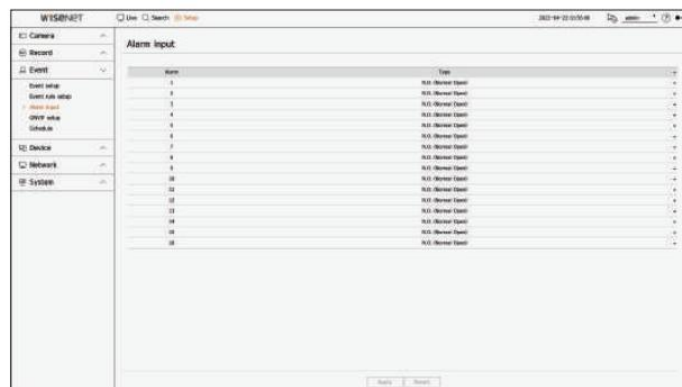 WISENET
Live Search Setup
admin
Camera
Record
Event
Event setup
Event rule setup
Alarm input
ONVIF setup
Schedule
Device
Network
System
Alarm Input
Alarm Type
1 N.O. (Normal Open)
2 N.O. (Normal Open)
3 N.O. (Normal Open)
4 N.O. (Normal Open)
5 N.O. (Normal Open)
6 N.O. (Normal Open)
7 N.O. (Normal Open)
8 N.O. (Normal Open)
9 N.O. (Normal Open)
10 N.O. (Normal Open)
11 N.O. (Normal Open)
12 N.O. (Normal Open)
13 N.O. (Normal Open)
14 N.O. (Normal Open)
15 N.O. (Normal Open)
16 N.O. (Normal Open)
Apply Revert